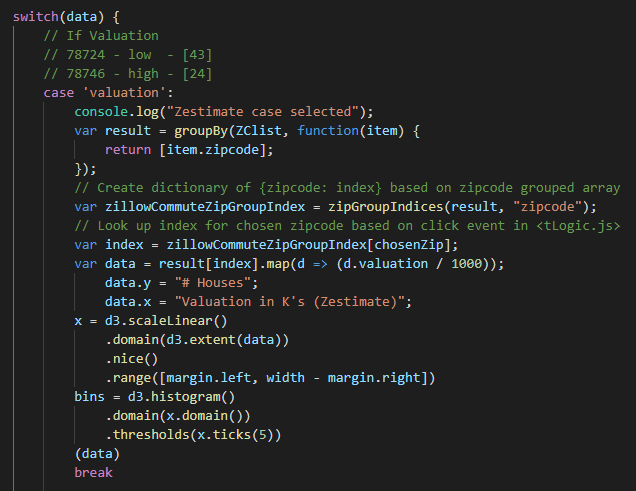 switch(data) {
    // If Valuation
    // 78724 - low  - [43]
    // 78746 - high - [24]
    case 'valuation':
        console.log("Zestimate case selected");
        var result = groupBy(ZClist, function(item) {
            return [item.zipcode];
        });
        // Create dictionary of {zipcode: index} based on zipcode grouped array
        var zillowCommuteZipGroupIndex = zipGroupIndices(result, "zipcode");
        // Look up index for chosen zipcode based on click event in <tLogic.js>
        var index = zillowCommuteZipGroupIndex[chosenZip];
        var data = result[index].map(d => (d.valuation / 1000));
            data.y = "# Houses";
            data.x = "Valuation in K's (Zestimate)";
        x = d3.scaleLinear()
            .domain(d3.extent(data))
            .nice()
            .range([margin.left, width - margin.right])
        bins = d3.histogram()
            .domain(x.domain())
            .thresholds(x.ticks(5))
        (data)
        break